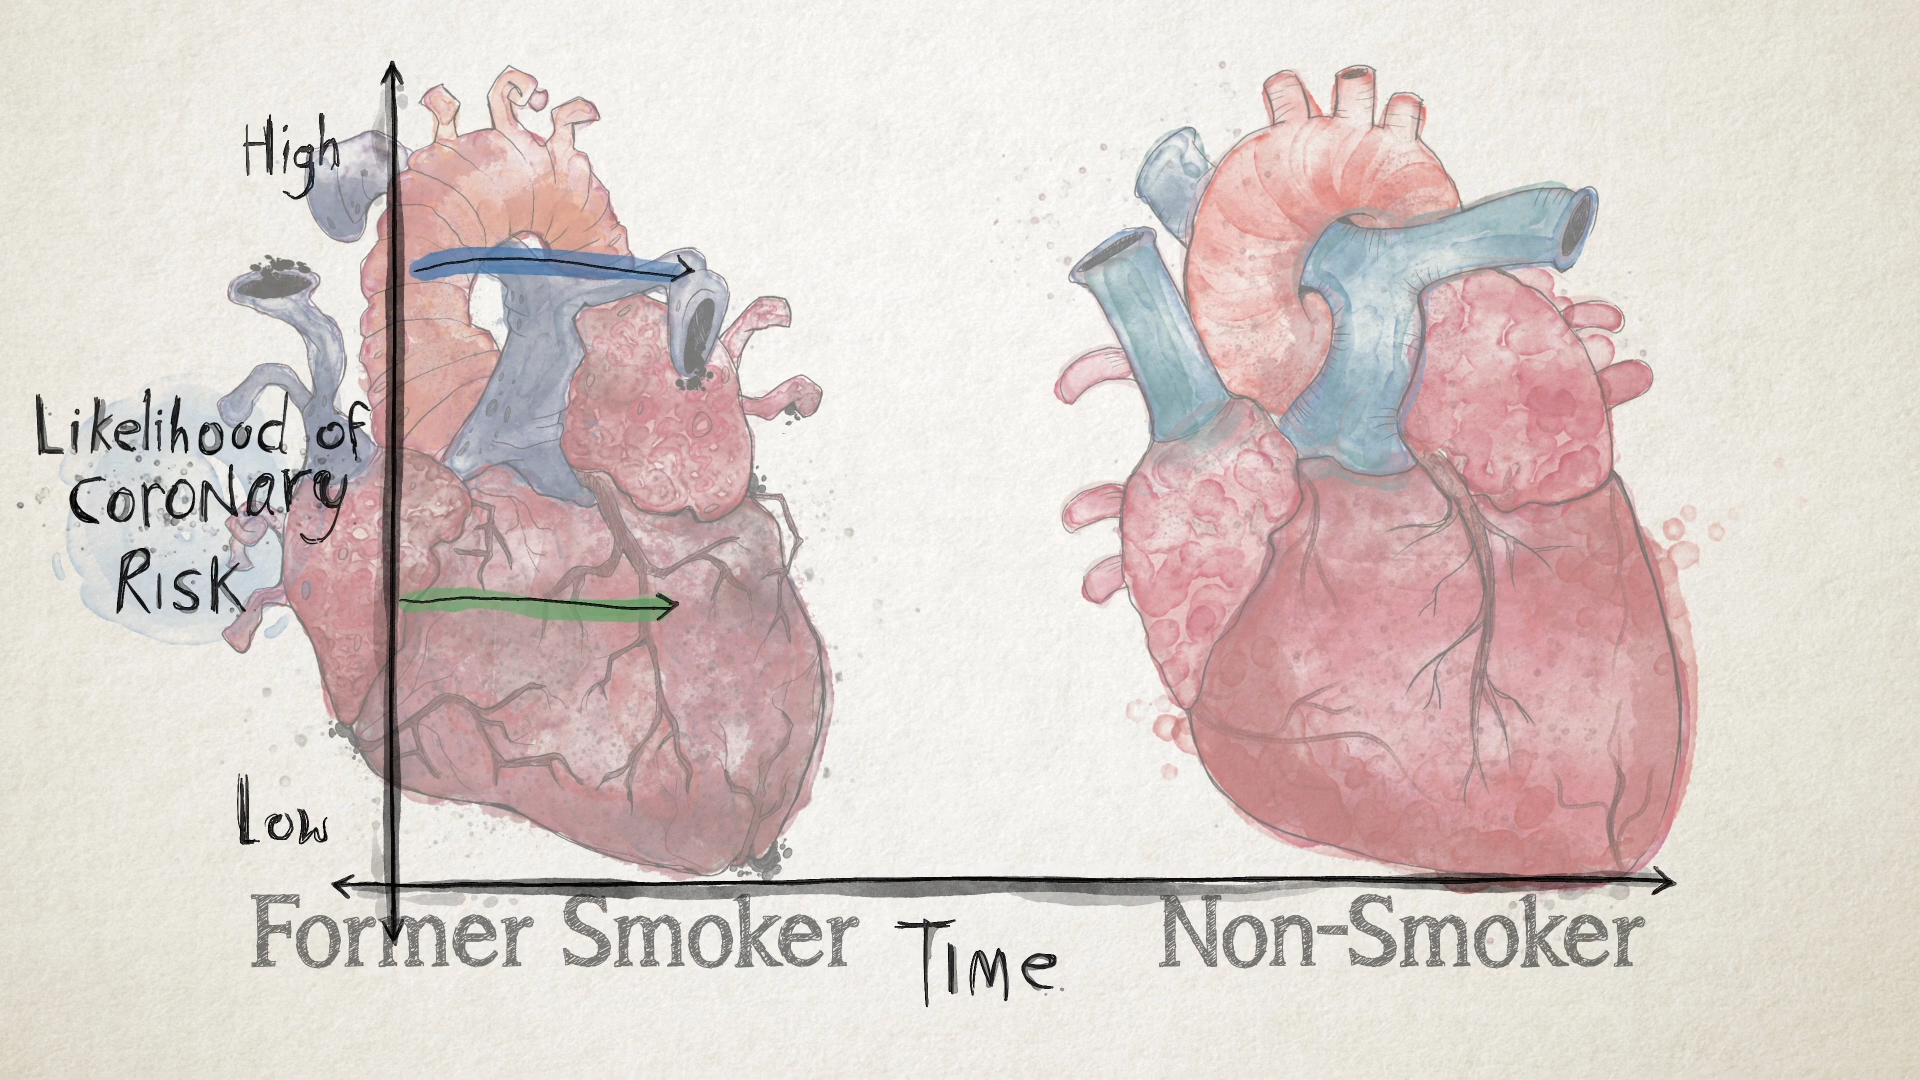 High
Likelihood of
Coronary
Risk
Low
Former Smoker
Time
Non-Smoker